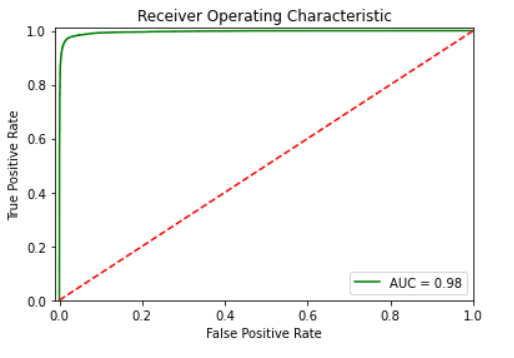 Receiver Operating Characteristic
True Positive Rate
1.0
0.8
0.6
0.4
0.2
0.0
AUC = 0.98
0.0 0.2 0.4 0.6 0.8 1.0
False Positive Rate